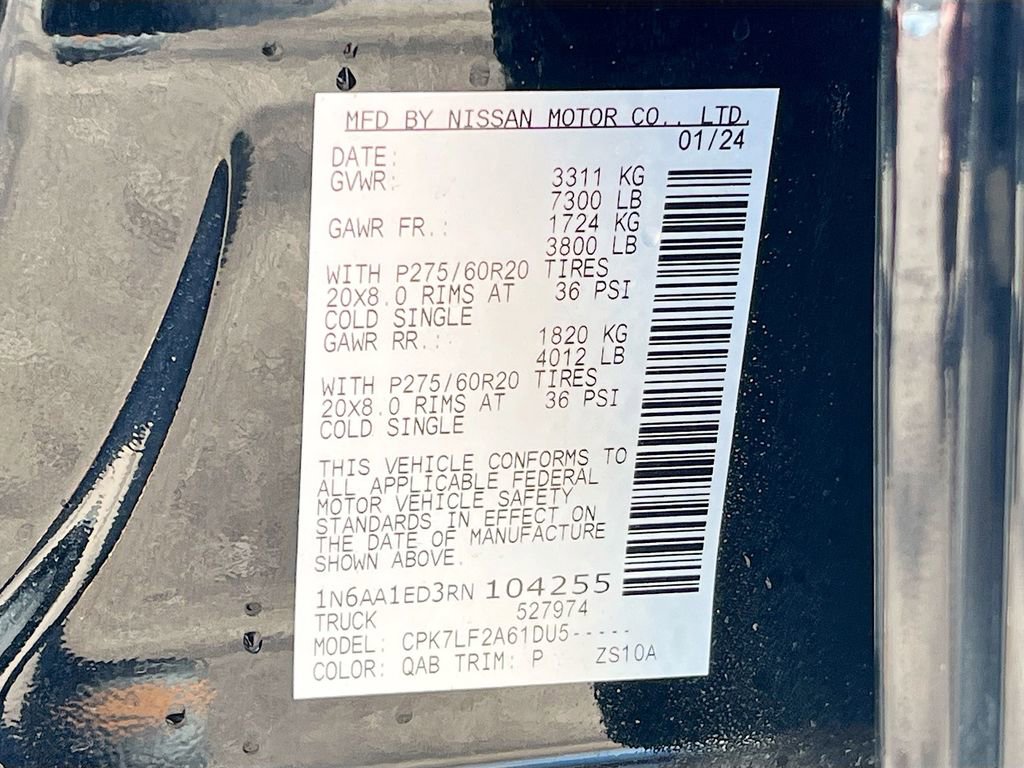 MFD BY NISSAN MOTOR CO., LTD.
01/24
DATE:
GVWR: 3311 KG
7300 LB
GAWR FR.: 1724 KG
3800 LB
WITH P275/60R20 TIRES
20X8.0 RIMS AT 36 PSI
COLD SINGLE
GAWR RR.: 1820 KG
4012 LB
WITH P275/60R20 TIRES
20X8.0 RIMS AT 36 PSI
COLD SINGLE
THIS VEHICLE CONFORMS TO
ALL APPLICABLE FEDERAL
MOTOR VEHICLE SAFETY
STANDARDS IN EFFECT ON
THE DATE OF MANUFACTURE
SHOWN ABOVE.
1N6AA1ED3RN 104255
TRUCK 527974
MODEL: CPK7LF2A61DU5-----
COLOR: QAB TRIM: P ZS10A